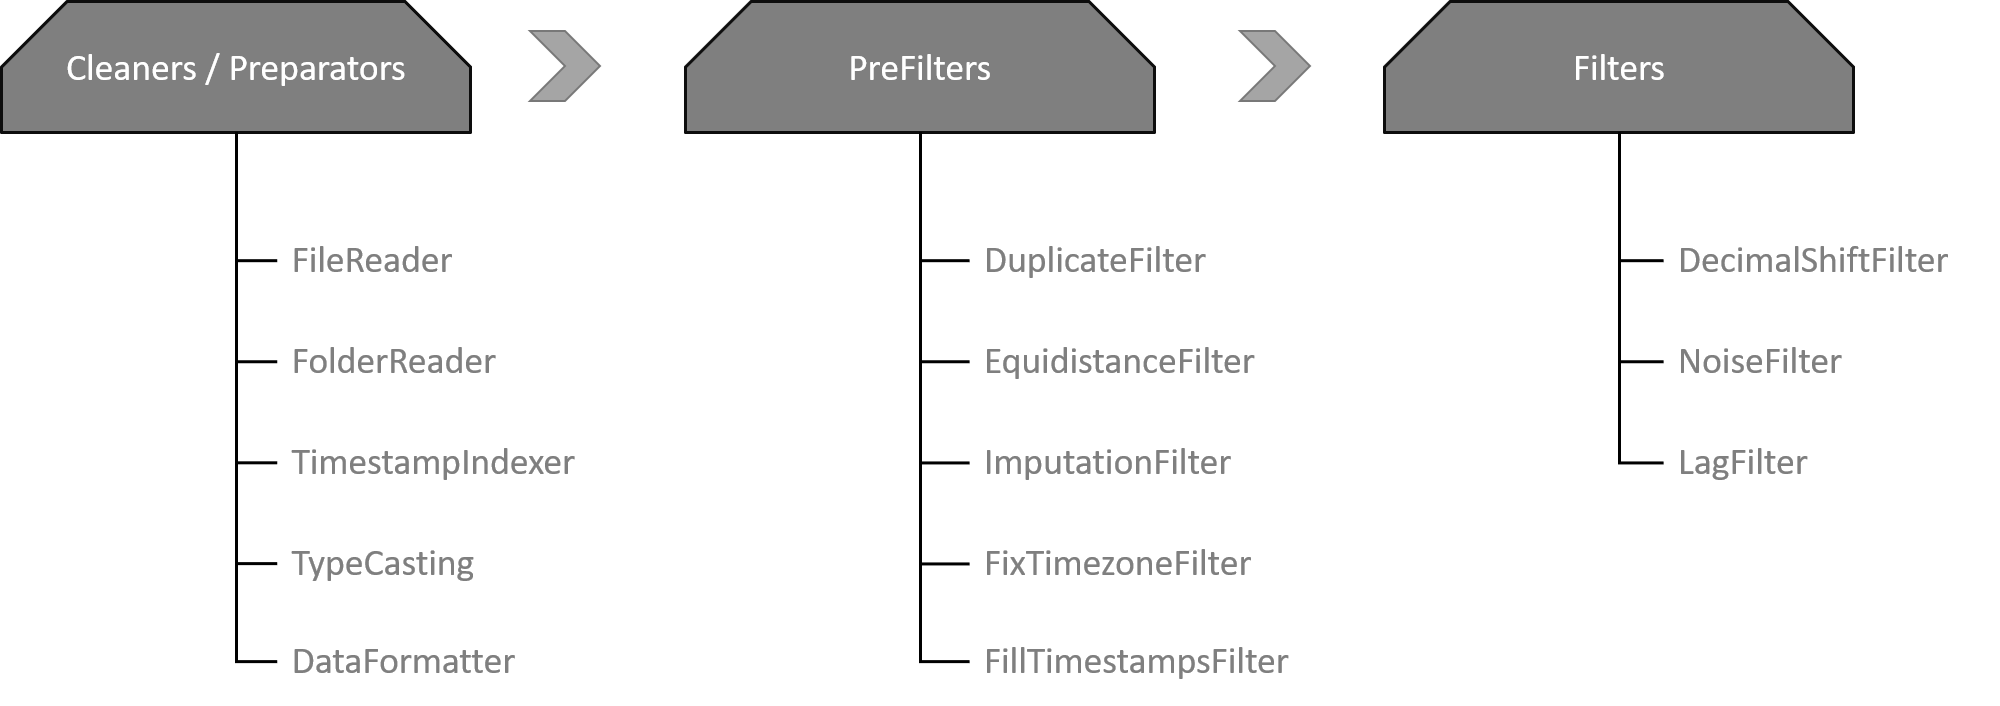 Cleaners / Preparators
FileReader
FolderReader
TimestampIndexer
TypeCasting
DataFormatter
PreFilters
DuplicateFilter
EquidistanceFilter
ImputationFilter
FixTimezoneFilter
FillTimestampsFilter
Filters
DecimalShiftFilter
NoiseFilter
LagFilter